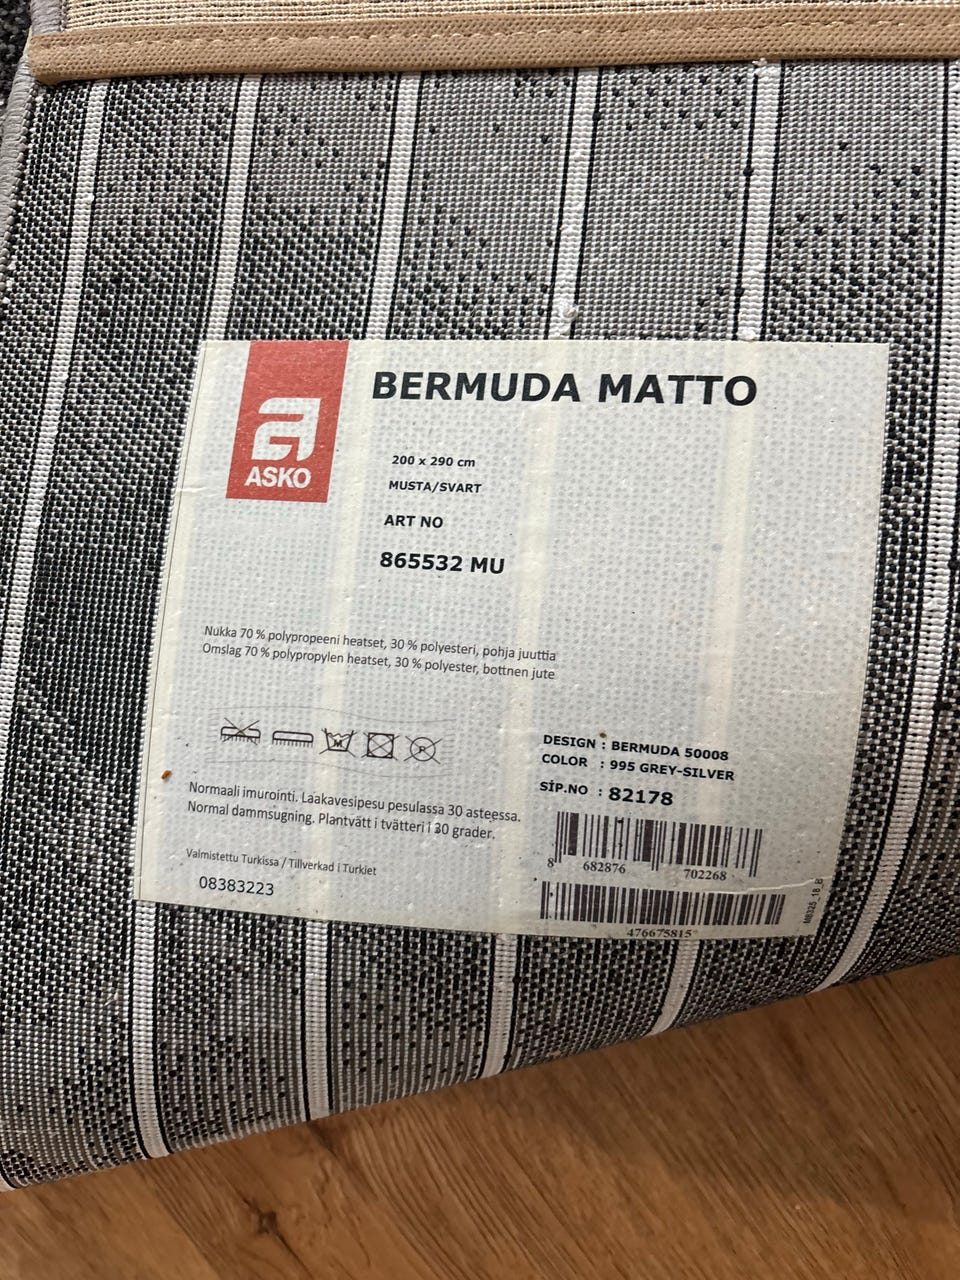 BERMUDA MATTO
ASKO
200 x 290 cm
MUSTA/SVART
ART NO
865532 MU
Nukka 70 % polypropeeni heatset, 30 % polyesteri, pohja juuttia
Omslag 70 % polypropylen heatset, 30 % polyester, bottnen jute
DESIGN : BERMUDA 50008
COLOR : 995 GREY-SILVER
SİP.NO : 82178
Normaali imurointi. Laakavesipesu pesulassa 30 asteessa.
Normal dammsugning. Plantvätt i tvätteri i 30 grader.
8 682876 702268
Valmistettu Turkissa / Tillverkad i Turkiet
08383223
476675815